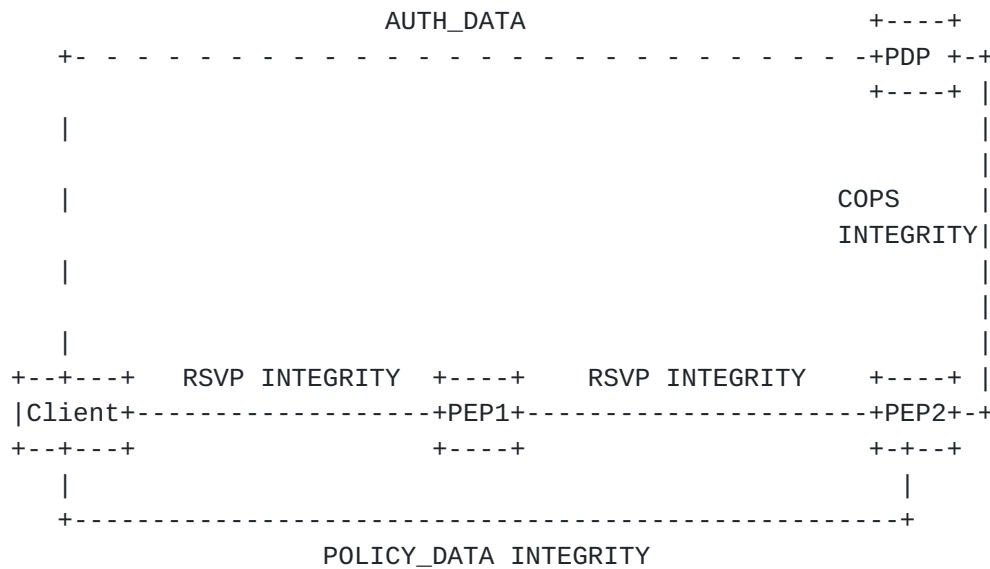 AUTH_DATA +----+
+- - - - - - - - - - - - - - - - - - - - - - - - - -+PDP +-+
+----+ |
| |
|
| COPS |
INTEGRITY|
| |
|
| |
+--+---+ RSVP INTEGRITY +----+ RSVP INTEGRITY +----+ |
|Client+-------------------+PEP1+----------------------+PEP2+-+
+--+---+ +----+ +-+--+
| |
+-----------------------------------------------------+
POLICY_DATA INTEGRITY